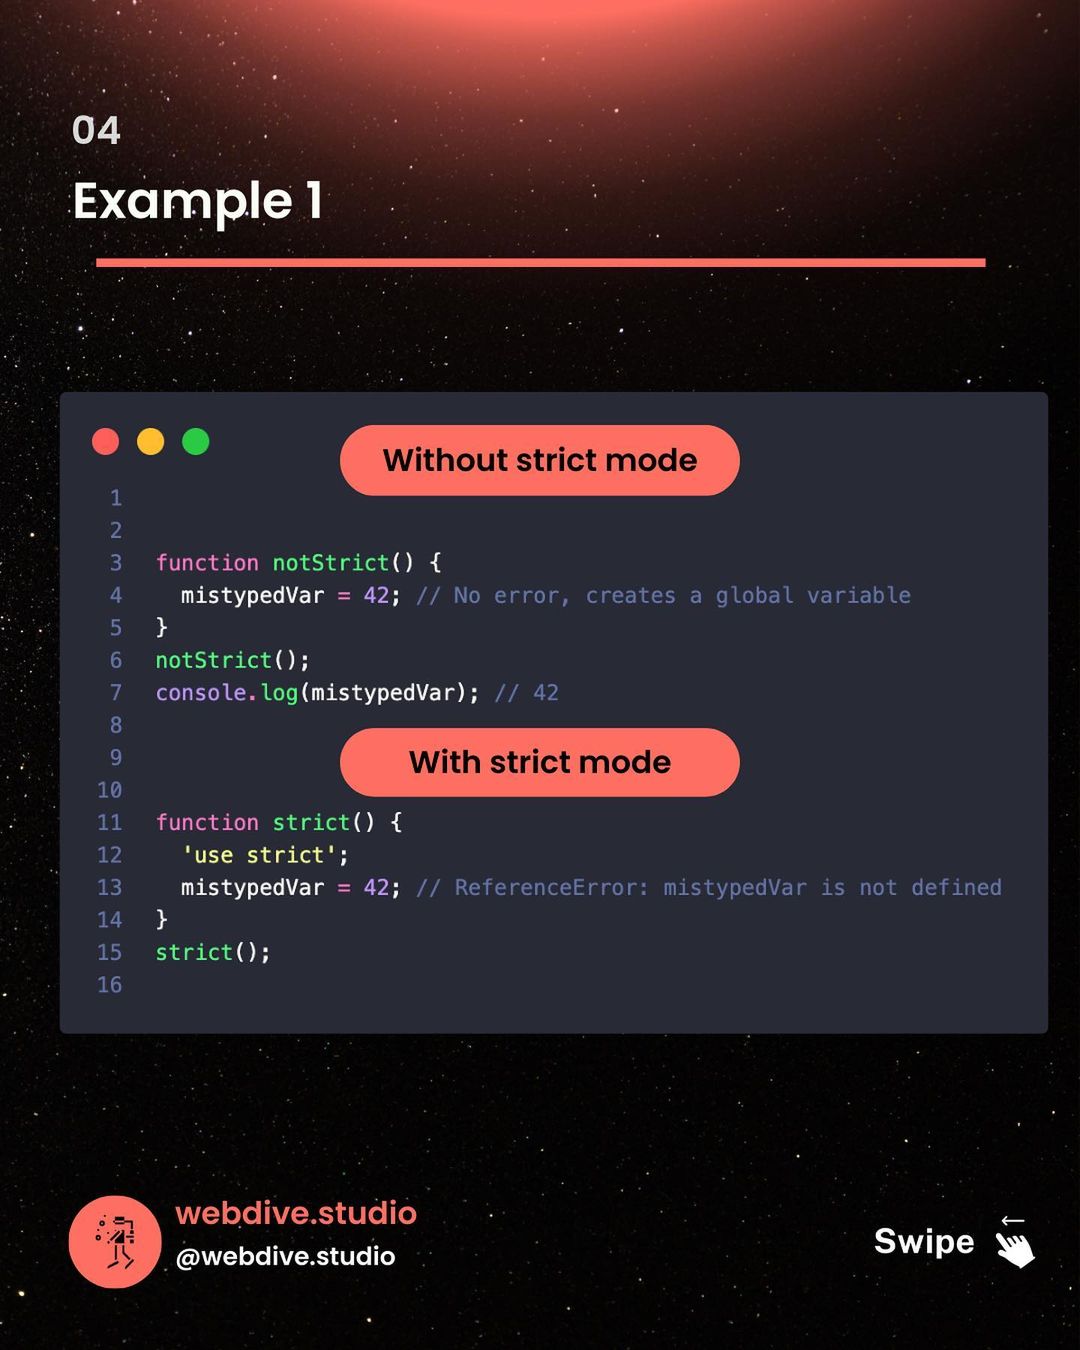 04
Example 1
Without strict mode
1
2
3 function notStrict() {
4 mistypedVar = 42; // No error, creates a global variable
5 }
6 notStrict();
7 console.log(mistypedVar); // 42
8
With strict mode
9
10
11 function strict() {
12 'use strict';
13 mistypedVar = 42; // ReferenceError: mistypedVar is not defined
14 }
15 strict();
16
webdive.studio
@webdive.studio
Swipe